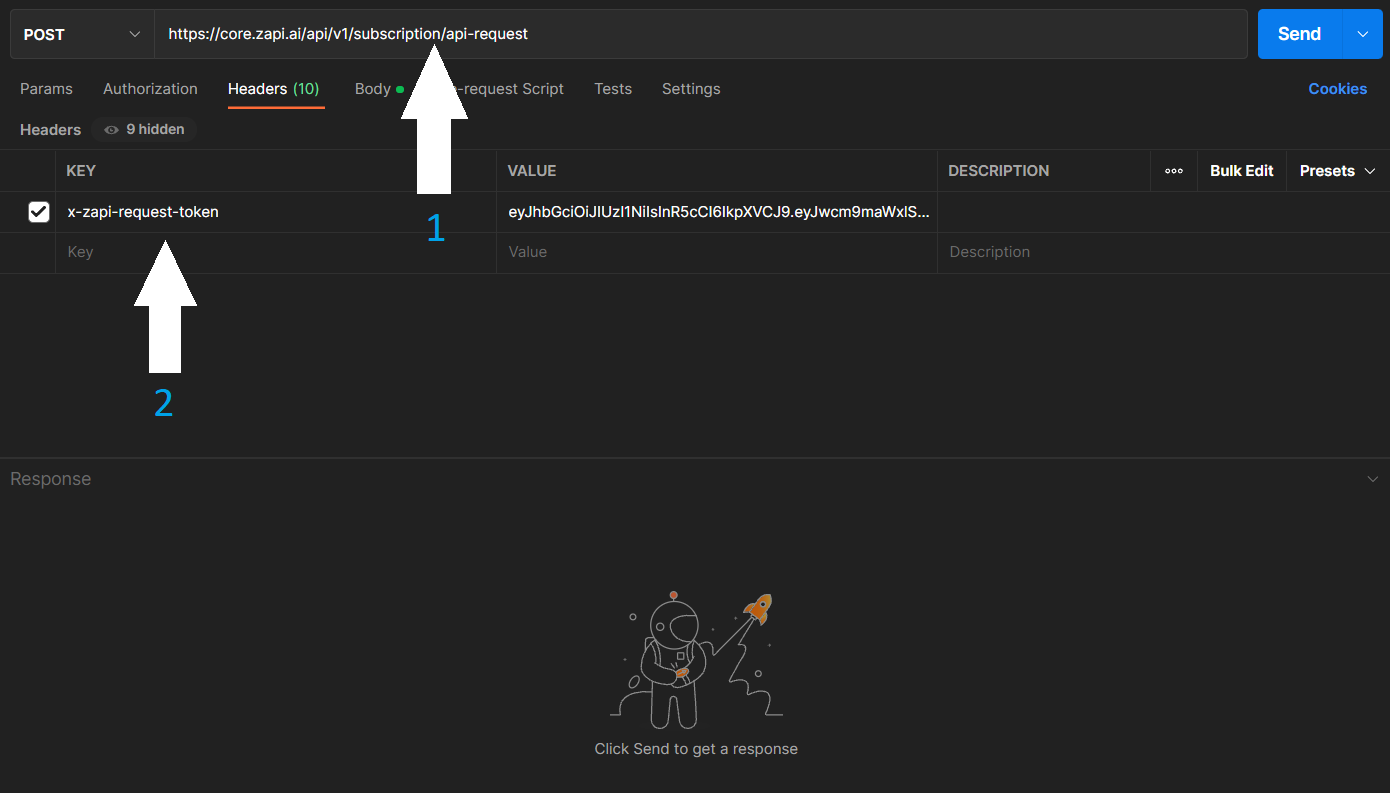 POST https://core.zapi.ai/api/v1/subscription/api-request Send
Params Authorization Headers (10) Body -request Script Tests Settings Cookies
Headers 9 hidden
KEY VALUE DESCRIPTION ooo Bulk Edit Presets
x-zapi-request-token eyJhbGciOiJIUzI1NiIsInR5cCI6IkpXVCJ9.eyJwcm9maWxlS...
1
Key Value Description
2
Response
Click Send to get a response